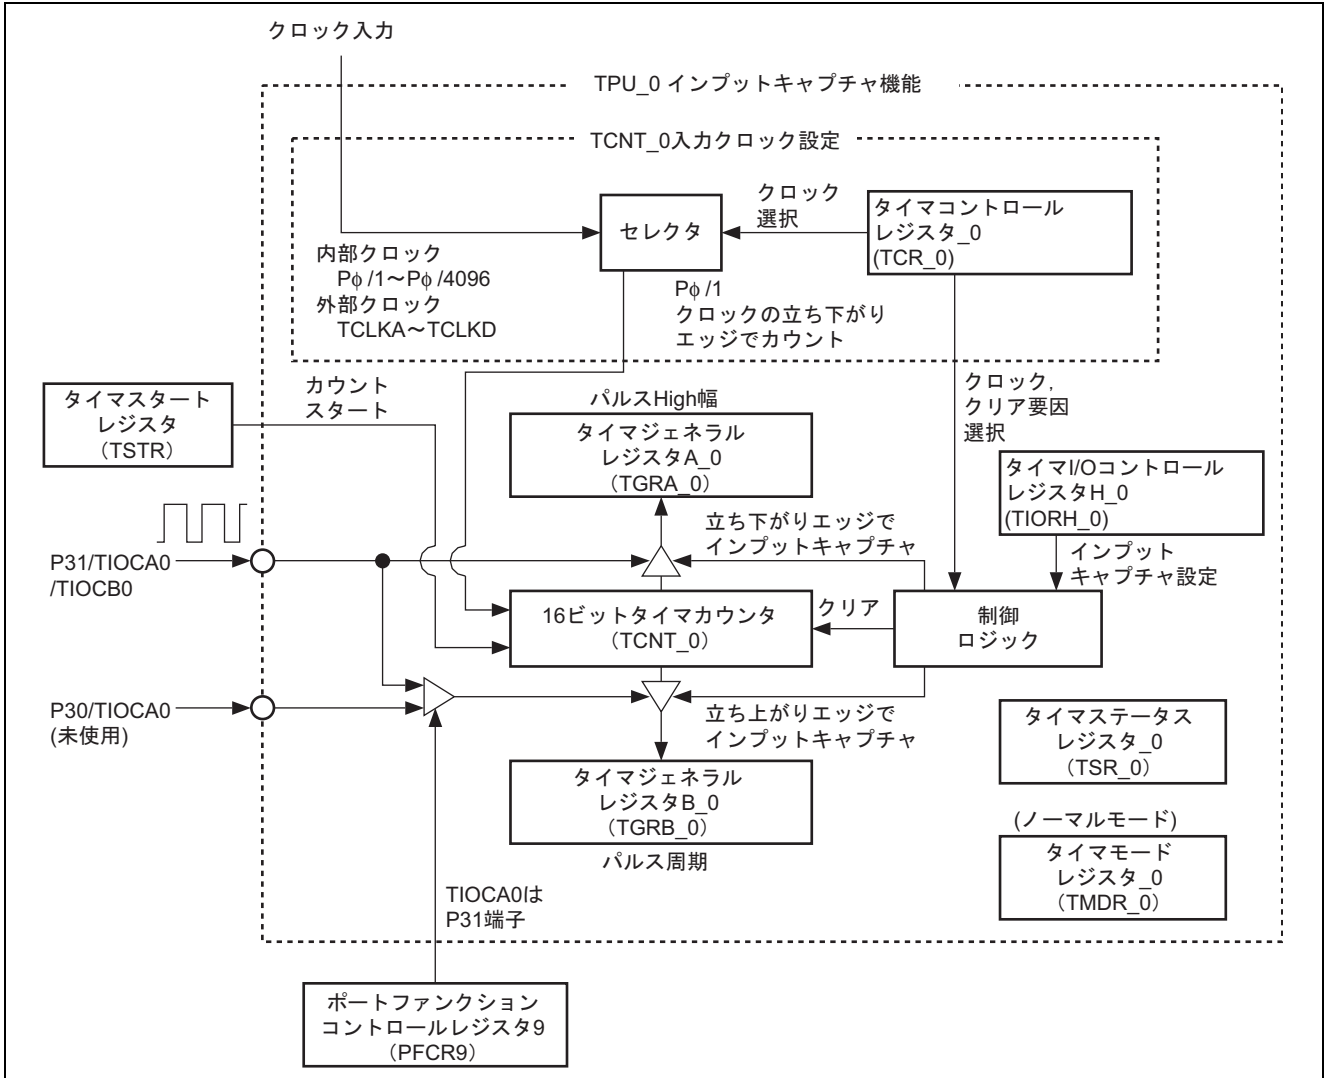 クロック入力
TPU_0 インプットキャプチャ機能
TCNT_0入力クロック設定
クロック
選択
セレクタ
タイマコントロール
レジスタ_0
(TCR_0)
内部クロック
Pφ /1～Pφ /4096
外部クロック
TCLKA～TCLKD
Pφ /1
クロックの立ち下がり
エッジでカウント
タイマスタート
レジスタ
（TSTR）
カウント
スタート
パルスHigh幅
タイマジェネラル
レジスタA_0
（TGRA_0）
クロック,
クリア要因
選択
タイマI/Oコントロール
レジスタH_0
(TIORH_0)
立ち下がりエッジで
インプットキャプチャ
インプット
キャプチャ設定
P31/TIOCA0
/TIOCB0
16ビットタイマカウンタ
（TCNT_0）
クリア
制御
ロジック
P30/TIOCA0
(未使用)
立ち上がりエッジで
インプットキャプチャ
タイマステータス
レジスタ_0
（TSR_0）
タイマジェネラル
レジスタB_0
（TGRB_0）
パルス周期
(ノーマルモード)
タイマモード
レジスタ_0
（TMDR_0）
TIOCA0は
P31端子
ポートファンクション
コントロールレジスタ9
（PFCR9）